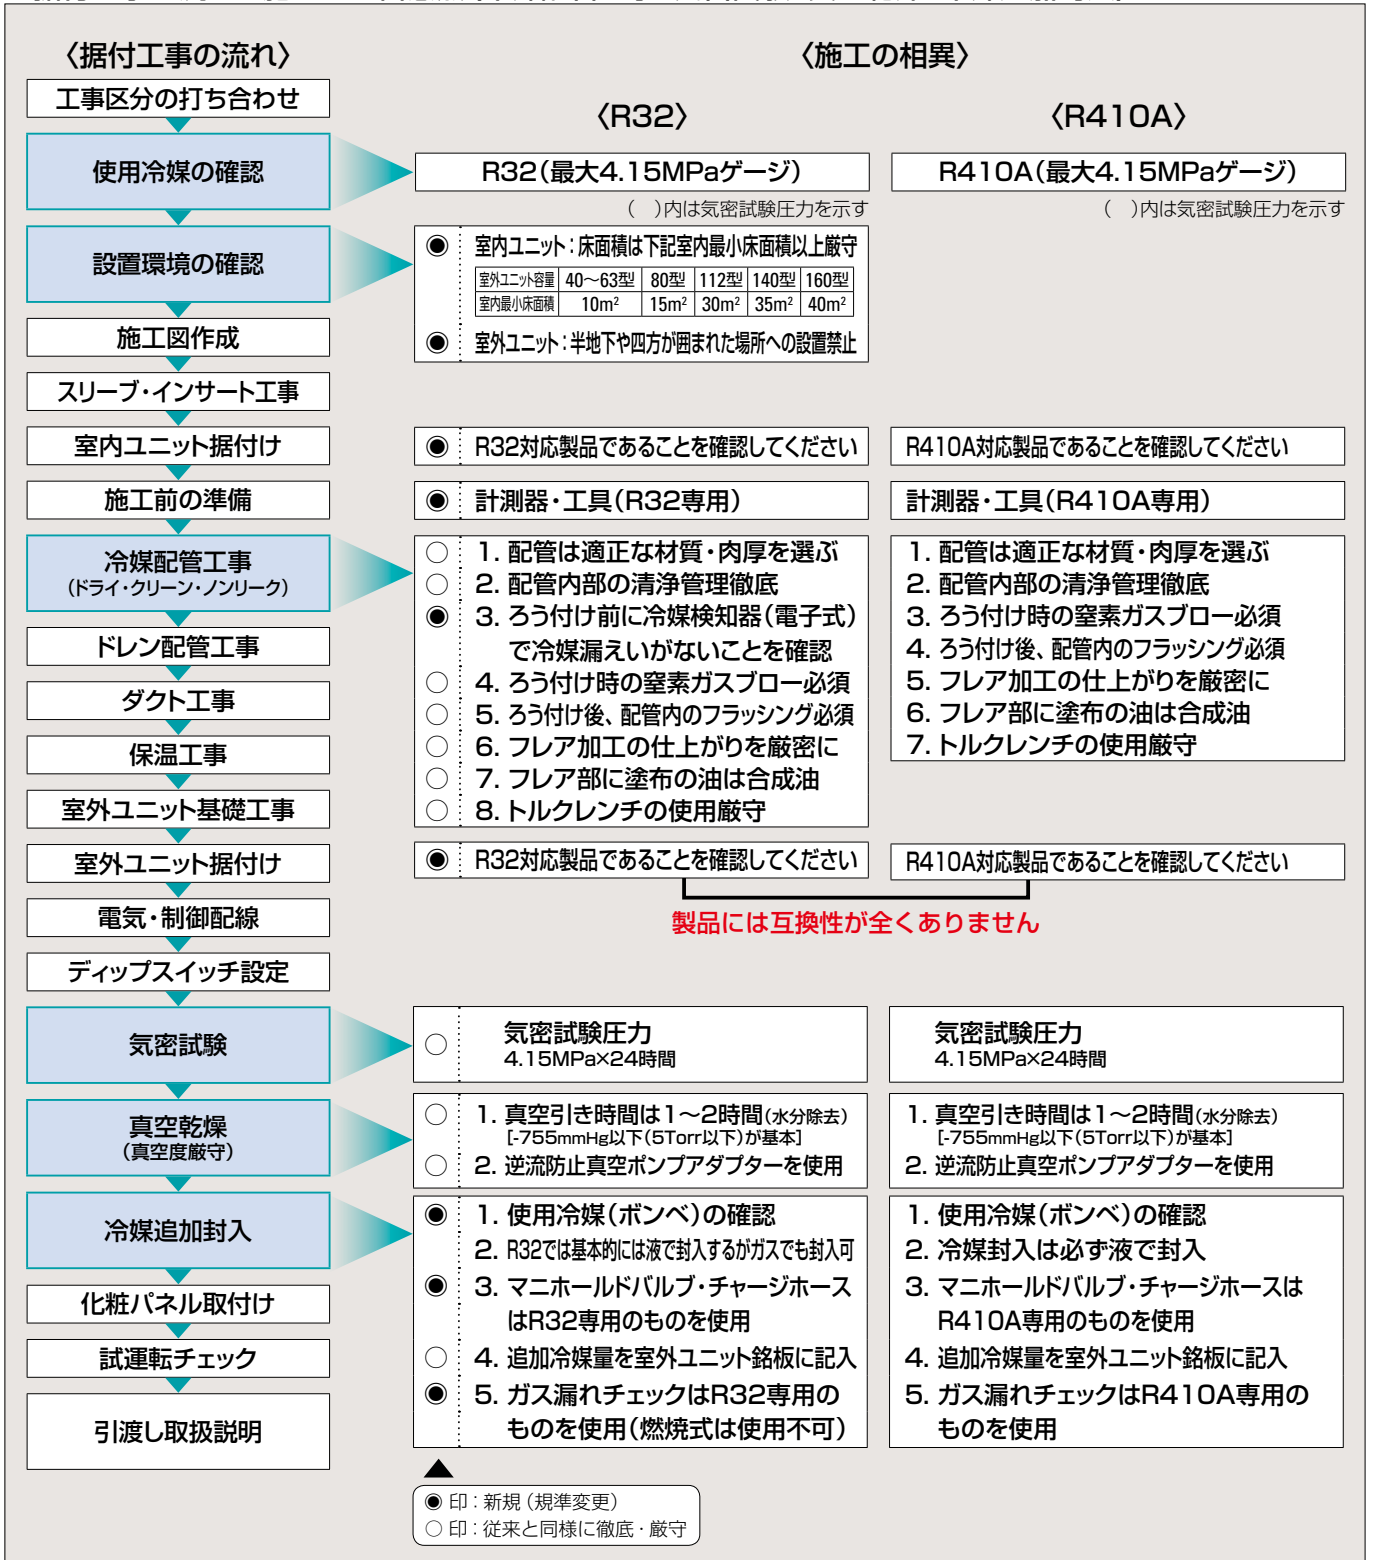 〈据付工事の流れ〉
〈施工の相異〉
工事区分の打ち合わせ
〈R32〉
〈R410A〉
使用冷媒の確認
R32(最大4.15MPaゲージ)
R410A(最大4.15MPaゲージ)
( )内は気密試験圧力を示す
( )内は気密試験圧力を示す
設置環境の確認
◉ 室内ユニット:床面積は下記室内最小床面積以上厳守
室外ユニット容量 40〜63型 80型 112型 140型 160型
室内最小床面積 10m² 15m² 30m² 35m² 40m²
◉ 室外ユニット:半地下や四方が囲まれた場所への設置禁止
施工図作成
スリーブ・インサート工事
室内ユニット据付け
◉ R32対応製品であることを確認してください
R410A対応製品であることを確認してください
施工前の準備
◉ 計測器・工具(R32専用)
計測器・工具(R410A専用)
冷媒配管工事
(ドライ・クリーン・ノンリーク)
○ 1. 配管は適正な材質・肉厚を選ぶ
○ 2. 配管内部の清浄管理徹底
◉ 3. ろう付け前に冷媒検知器(電子式)
で冷媒漏えいがないことを確認
○ 4. ろう付け時の窒素ガスブロー必須
○ 5. ろう付け後、配管内のフラッシング必須
○ 6. フレア加工の仕上がりを厳密に
○ 7. フレア部に塗布の油は合成油
○ 8. トルクレンチの使用厳守
1. 配管は適正な材質・肉厚を選ぶ
2. 配管内部の清浄管理徹底
3. ろう付け時の窒素ガスブロー必須
4. ろう付け後、配管内のフラッシング必須
5. フレア加工の仕上がりを厳密に
6. フレア部に塗布の油は合成油
7. トルクレンチの使用厳守
ドレン配管工事
ダクト工事
保温工事
室外ユニット基礎工事
室外ユニット据付け
◉ R32対応製品であることを確認してください
R410A対応製品であることを確認してください
製品には互換性が全くありません
電気・制御配線
ディップスイッチ設定
気密試験
○ 気密試験圧力
4.15MPa×24時間
気密試験圧力
4.15MPa×24時間
真空乾燥
(真空度厳守)
○ 1. 真空引き時間は1〜2時間(水分除去)
[-755mmHg以下(5Torr以下)が基本]
○ 2. 逆流防止真空ポンプアダプターを使用
1. 真空引き時間は1〜2時間(水分除去)
[-755mmHg以下(5Torr以下)が基本]
2. 逆流防止真空ポンプアダプターを使用
冷媒追加封入
◉ 1. 使用冷媒(ボンベ)の確認
2. R32では基本的には液で封入するがガスでも封入可
◉ 3. マニホールドバルブ・チャージホース
はR32専用のものを使用
○ 4. 追加冷媒量を室外ユニット銘板に記入
◉ 5. ガス漏れチェックはR32専用の
ものを使用(燃焼式は使用不可)
1. 使用冷媒(ボンベ)の確認
2. 冷媒封入は必ず液で封入
3. マニホールドバルブ・チャージホースは
R410A専用のものを使用
4. 追加冷媒量を室外ユニット銘板に記入
5. ガス漏れチェックはR410A専用の
ものを使用
化粧パネル取付け
試運転チェック
引渡し取扱説明
◉ 印:新規(規準変更)
○ 印:従来と同様に徹底・厳守